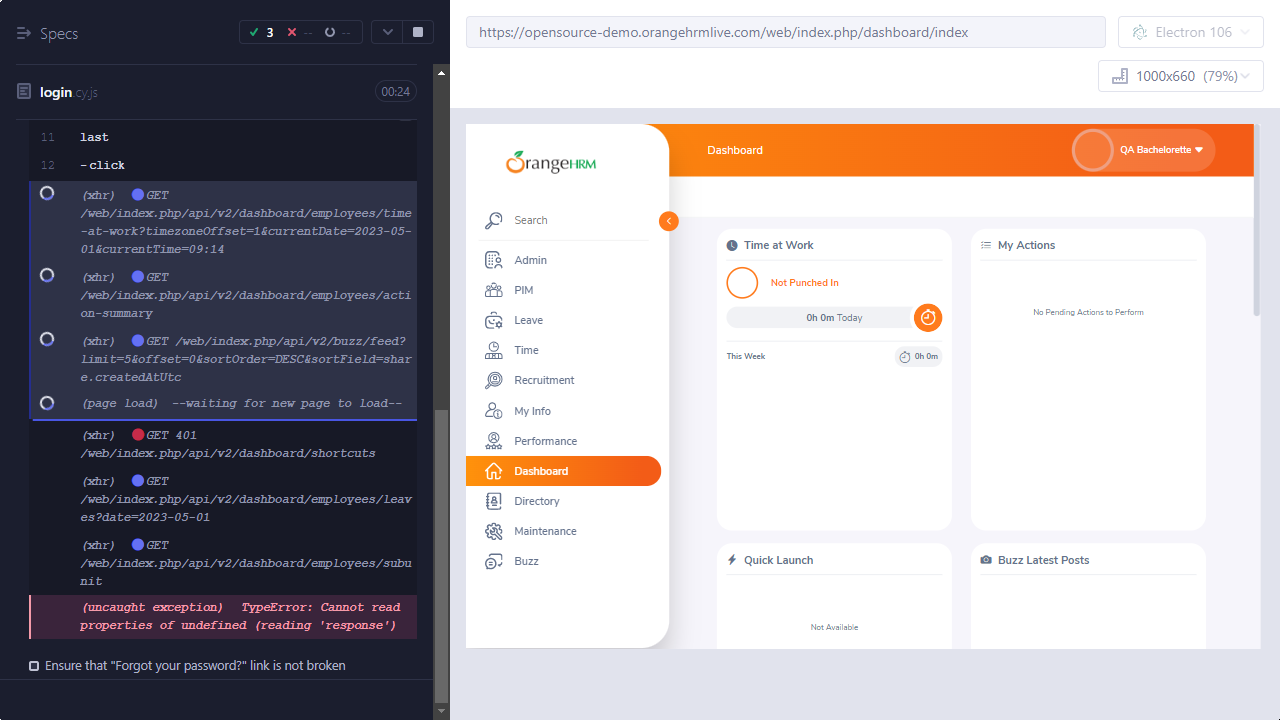 Specs
3
--
--
login cy.js
00:24
11 last
12 -click
(xhr) GET
/web/index.php/api/v2/dashboard/employees/time
-at-work?timezoneOffset=1&currentDate=2023-05-
01&currentTime=09:14
(xhr) GET
/web/index.php/api/v2/dashboard/employees/acti
on-summary
(xhr) GET /web/index.php/api/v2/buzz/feed?
limit=5&offset=0&sortOrder=DESC&sortField=shar
e.createdAtUtc
(page load) --waiting for new page to load--
(xhr) GET 401
/web/index.php/api/v2/dashboard/shortcuts
(xhr) GET
/web/index.php/api/v2/dashboard/employees/leav
es?date=2023-05-01
(xhr) GET
/web/index.php/api/v2/dashboard/employees/subu
nit
(uncaught exception) TypeError: Cannot read
properties of undefined (reading 'response')
Ensure that "Forgot your password?" link is not broken
https://opensource-demo.orangehrmlive.com/web/index.php/dashboard/index
Electron 106
1000x660 (79%)
OrangeHRM
Search
Admin
PIM
Leave
Time
Recruitment
My Info
Performance
Dashboard
Directory
Maintenance
Buzz
Dashboard
QA Bachelorette
Time at Work
Not Punched In
0h 0m Today
This Week
0h 0m
My Actions
No Pending Actions to Perform
Quick Launch
Not Available
Buzz Latest Posts